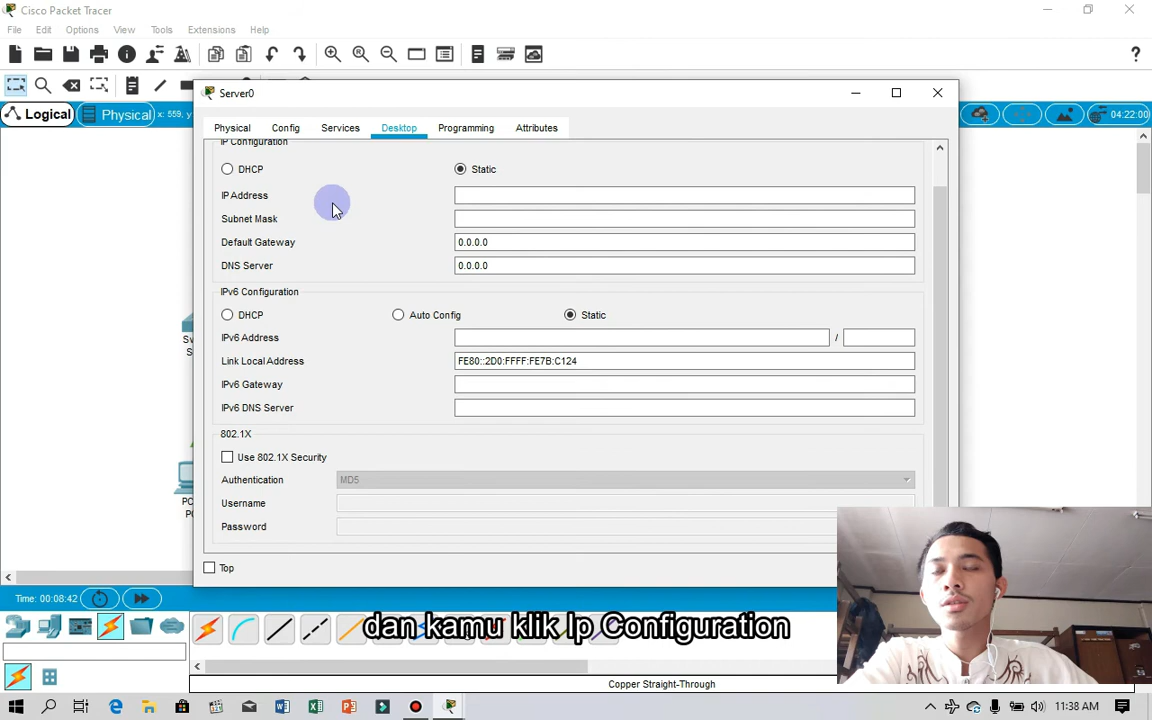 Cisco Packet Tracer
File Edit Options View Tools Extensions Help
?
Logical
Physical x: 559, y
04:22:00
Server0
Physical Config Services Desktop Programming Attributes
IP Configuration
DHCP Static
IP Address
Subnet Mask
Default Gateway 0.0.0.0
DNS Server 0.0.0.0
IPv6 Configuration
DHCP Auto Config Static
IPv6 Address /
Link Local Address FE80::2D0:FFFF:FE7B:C124
IPv6 Gateway
IPv6 DNS Server
802.1X
Use 802.1X Security
Authentication MD5
Username
Password
Top
Sw
S
PC
P
Time: 00:08:42
dan kamu klik Ip Configuration
Copper Straight-Through
11:38 AM